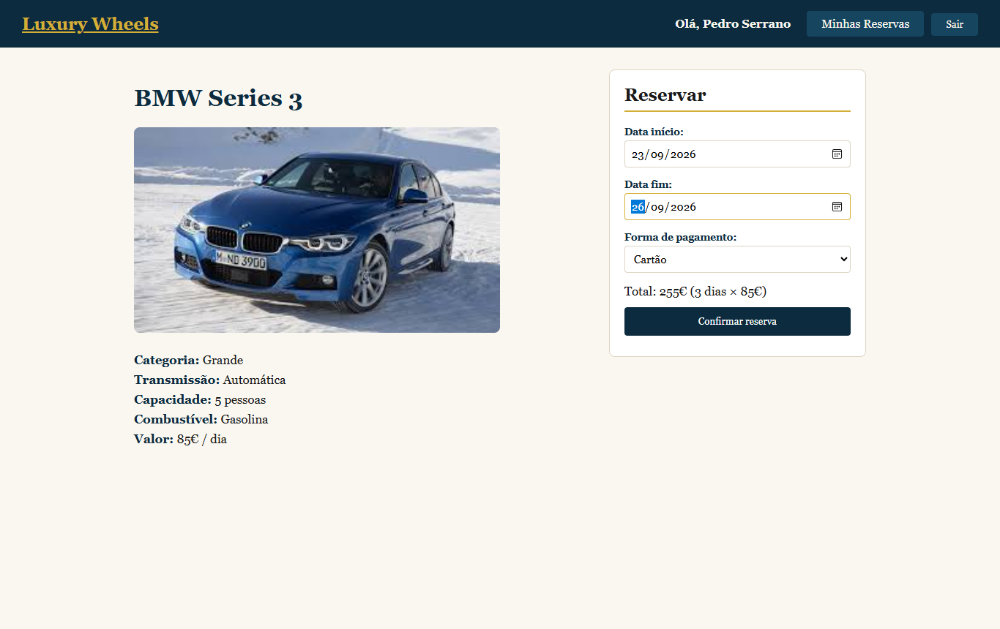 Luxury Wheels
Olá, Pedro Serrano
Minhas Reservas
Sair
BMW Series 3
M·ND 3900
Categoria: Grande
Transmissão: Automática
Capacidade: 5 pessoas
Combustível: Gasolina
Valor: 85€ / dia
Reservar
Data início:
23/09/2026
Data fim:
26/09/2026
Forma de pagamento:
Cartão
Total: 255€ (3 dias × 85€)
Confirmar reserva